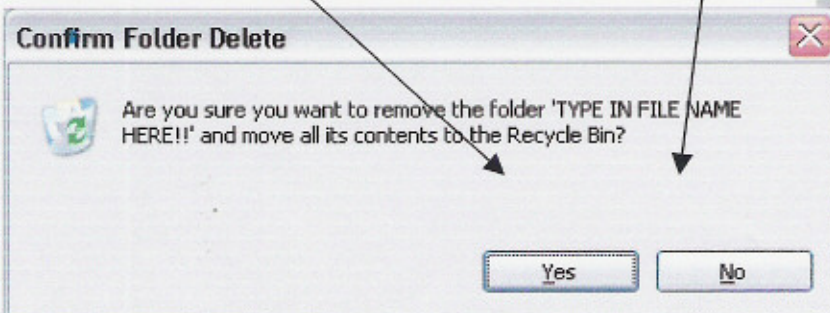 Confirm Folder Delete
Are you sure you want to remove the folder 'TYPE IN FILE NAME
HERE!!' and move all its contents to the Recycle Bin?
Yes
No